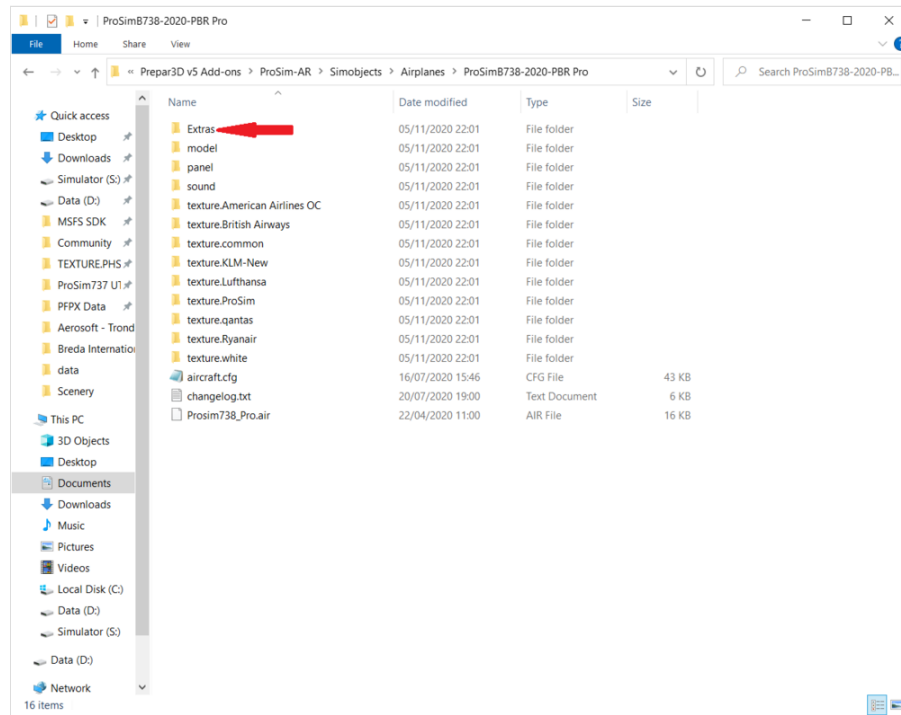 ProSimB738-2020-PBR Pro
File Home Share View
« Prepar3D v5 Add-ons > ProSim-AR > Simobjects > Airplanes > ProSimB738-2020-PBR Pro
Search ProSimB738-2020-PB...
Quick access
Desktop
Downloads
Simulator (S:)
Data (D:)
MSFS SDK
Community
TEXTURE.PHS
ProSim737 U
PFPX Data
Aerosoft - Trond
Breda Internation
data
Scenery
This PC
3D Objects
Desktop
Documents
Downloads
Music
Pictures
Videos
Local Disk (C:)
Data (D:)
Simulator (S:)
Data (D:)
Network
Name Date modified Type Size
Extras 05/11/2020 22:01 File folder
model 05/11/2020 22:01 File folder
panel 05/11/2020 22:01 File folder
sound 05/11/2020 22:01 File folder
texture.American Airlines OC 05/11/2020 22:01 File folder
texture.British Airways 05/11/2020 22:01 File folder
texture.common 05/11/2020 22:01 File folder
texture.KLM-New 05/11/2020 22:01 File folder
texture.Lufthansa 05/11/2020 22:01 File folder
texture.ProSim 05/11/2020 22:01 File folder
texture.qantas 05/11/2020 22:01 File folder
texture.Ryanair 05/11/2020 22:01 File folder
texture.white 05/11/2020 22:01 File folder
aircraft.cfg 16/07/2020 15:46 CFG File 43 KB
changelog.txt 20/07/2020 19:00 Text Document 6 KB
Prosim738_Pro.air 22/04/2020 11:00 AIR File 16 KB
16 items